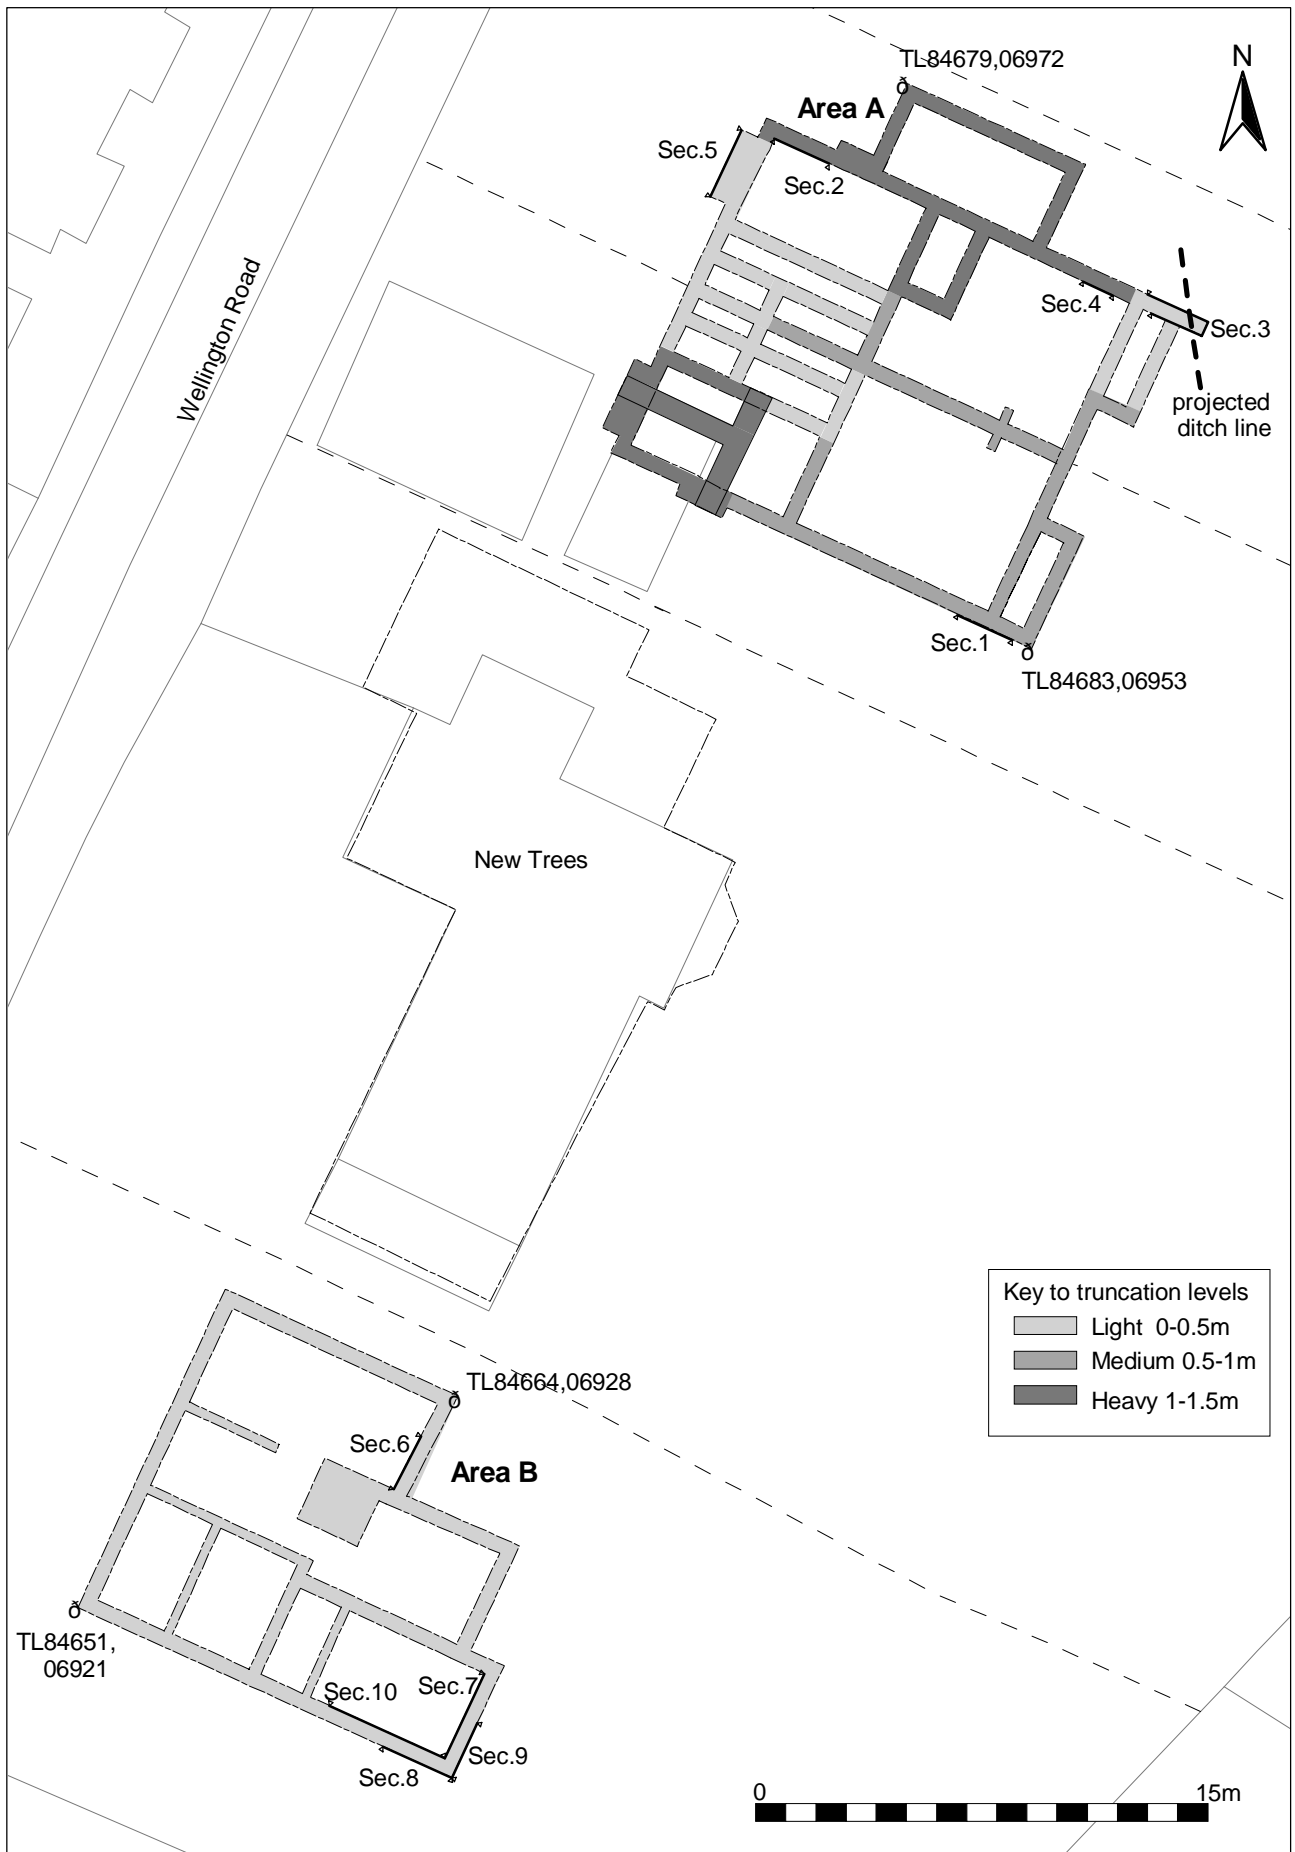 TL84679,06972
N
Area A
Sec.5
Sec.2
Sec.4
Sec.3
projected
ditch line
Wellington Road
Sec.1
TL84683,06953
New Trees
Key to truncation levels
Light 0-0.5m
Medium 0.5-1m
Heavy 1-1.5m
TL84664,06928
Sec.6
Area B
TL84651,
06921
Sec.10
Sec.7
Sec.9
Sec.8
0
15m